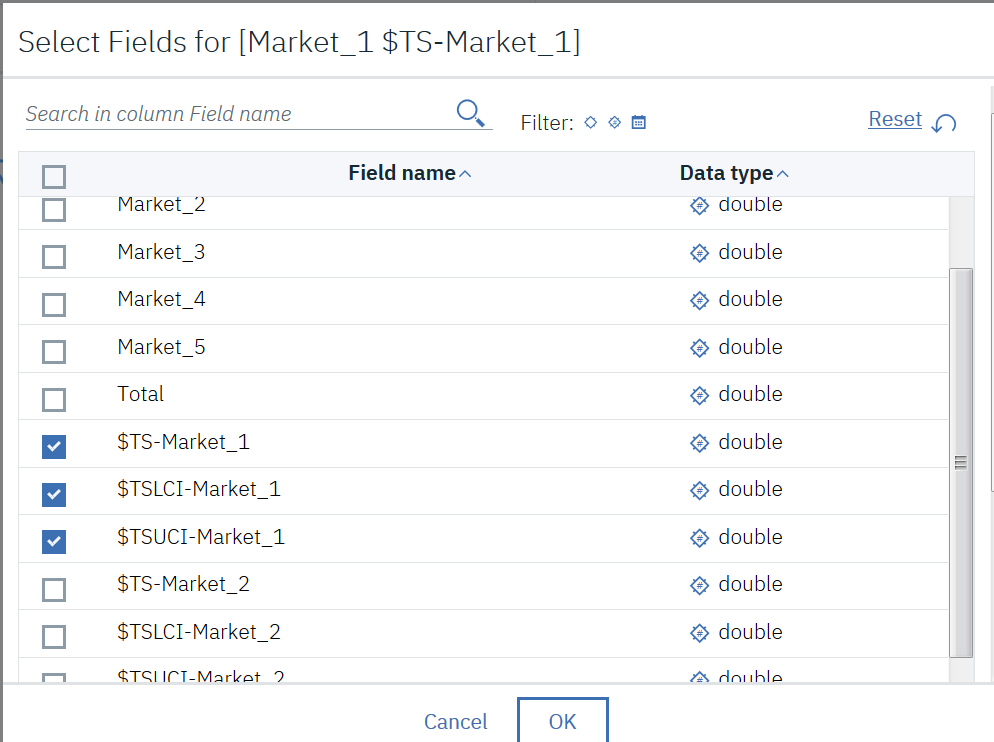 Select Fields for [Market_1 $TS-Market_1]
Search in column Field name
Filter:
Reset
Field name Data type
Market_2 double
Market_3 double
Market_4 double
Market_5 double
Total double
$TS-Market_1 double
$TSLCI-Market_1 double
$TSUCI-Market_1 double
$TS-Market_2 double
$TSLCI-Market_2 double
$TSUCI-Market_2 double
Cancel OK